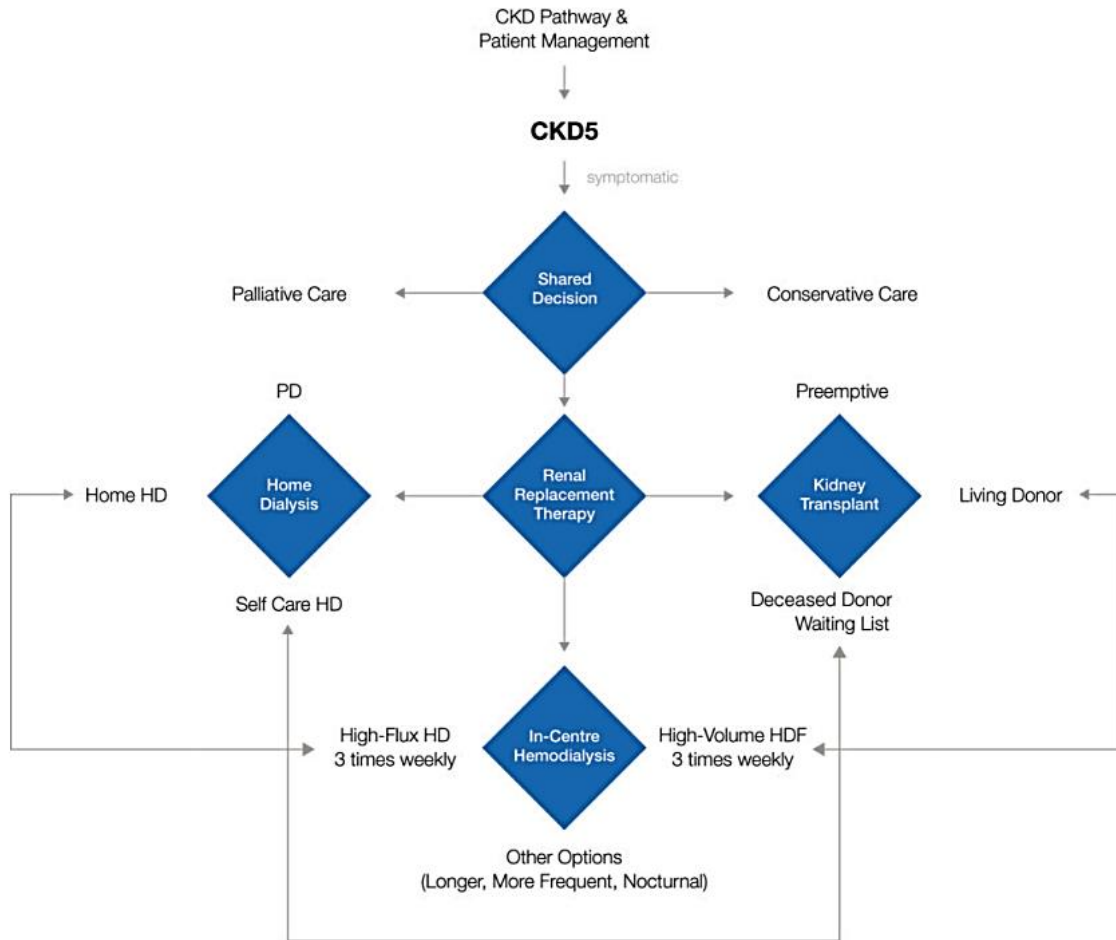 CKD Pathway &
Patient Management
CKD5
symptomatic
Shared
Decision
Palliative Care
Conservative Care
PD
Preemptive
Home HD
Home
Dialysis
Renal
Replacement
Therapy
Kidney
Transplant
Living Donor
Self Care HD
Deceased Donor
Waiting List
High-Flux HD
3 times weekly
In-Centre
Hemodialysis
High-Volume HDF
3 times weekly
Other Options
(Longer, More Frequent, Nocturnal)